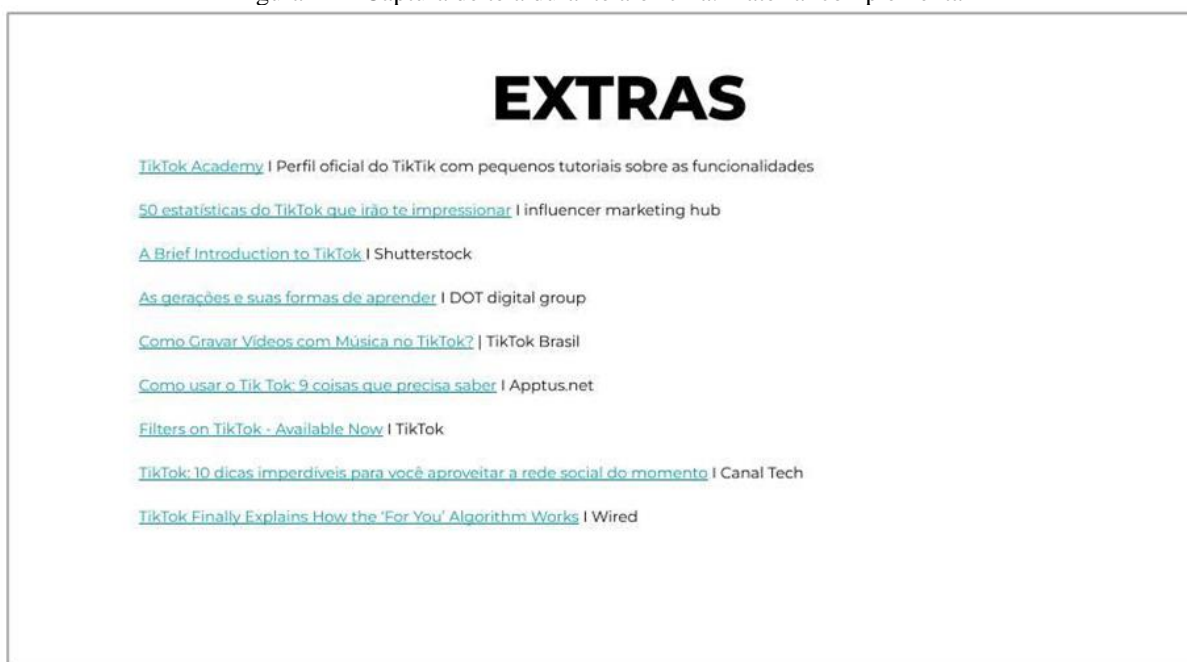 EXTRAS
TikTok Academy I Perfil oficial do TikTik com pequenos tutoriais sobre as funcionalidades
50 estatísticas do TikTok que irão te impressionar I influencer marketing hub
A Brief Introduction to TikTok I Shutterstock
As gerações e suas formas de aprender I DOT digital group
Como Gravar Vídeos com Música no TikTok? | TikTok Brasil
Como usar o Tik Tok: 9 coisas que precisa saber I Apptus.net
Filters on TikTok - Available Now I TikTok
TikTok: 10 dicas imperdíveis para você aproveitar a rede social do momento I Canal Tech
TikTok Finally Explains How the 'For You' Algorithm Works I Wired